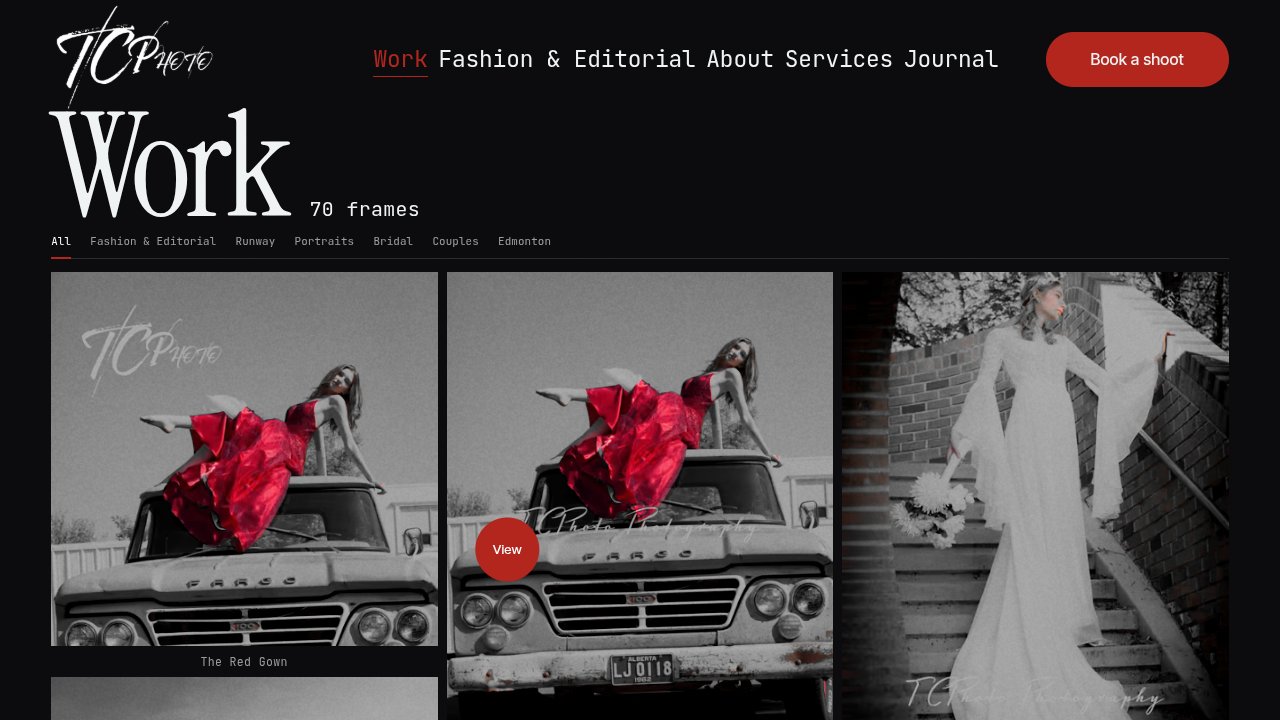 TCPhoto
Work Fashion & Editorial About Services Journal
Book a shoot
Work
70 frames
All Fashion & Editorial Runway Portraits Bridal Couples Edmonton
TCPhoto
FARGO
The Red Gown
TCPhoto Photography
View
FARGO
ALBERTA
LJ 0118
1962
TCPhoto Photography